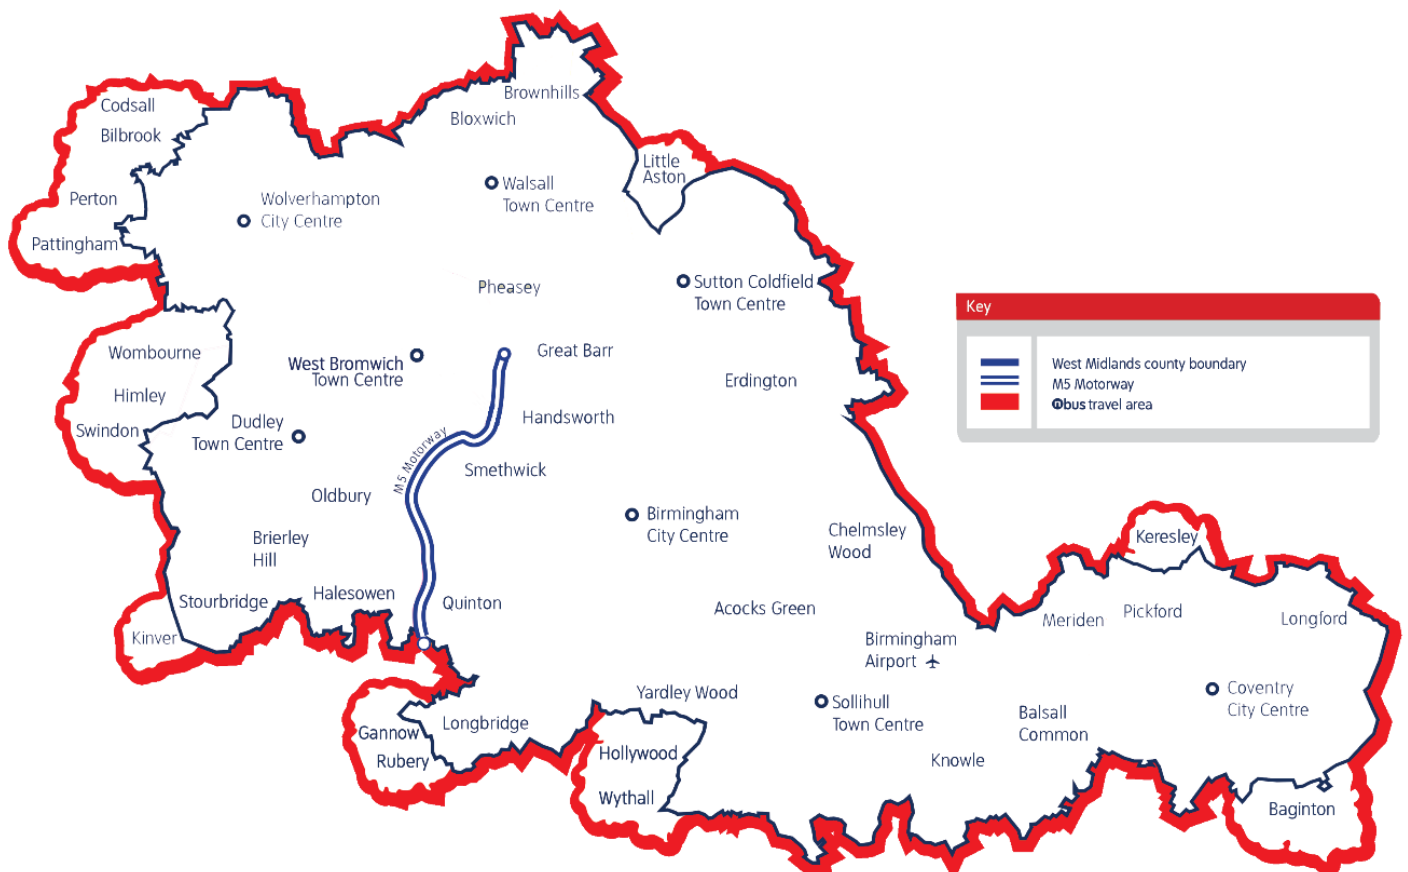 Brownhills
Codsall
Bloxwich
Bilbrook
Little
Aston
Walsall
Town Centre
Perton
Wolverhampton
City Centre
Pattingham
Pheasey
Sutton Coldfield
Town Centre
Key
West Midlands county boundary
M5 Motorway
nbus travel area
Wombourne
West Bromwich
Town Centre
Great Barr
Erdington
Himley
Handsworth
Swindon
Dudley
Town Centre
M5 Motorway
Smethwick
Oldbury
Birmingham
City Centre
Chelmsley
Wood
Keresley
Brierley
Hill
Stourbridge
Halesowen
Quinton
Acocks Green
Meriden
Pickford
Longford
Kinver
Birmingham
Airport
Yardley Wood
Sollihull
Town Centre
Coventry
City Centre
Gannow
Longbridge
Balsall
Common
Rubery
Hollywood
Knowle
Wythall
Baginton